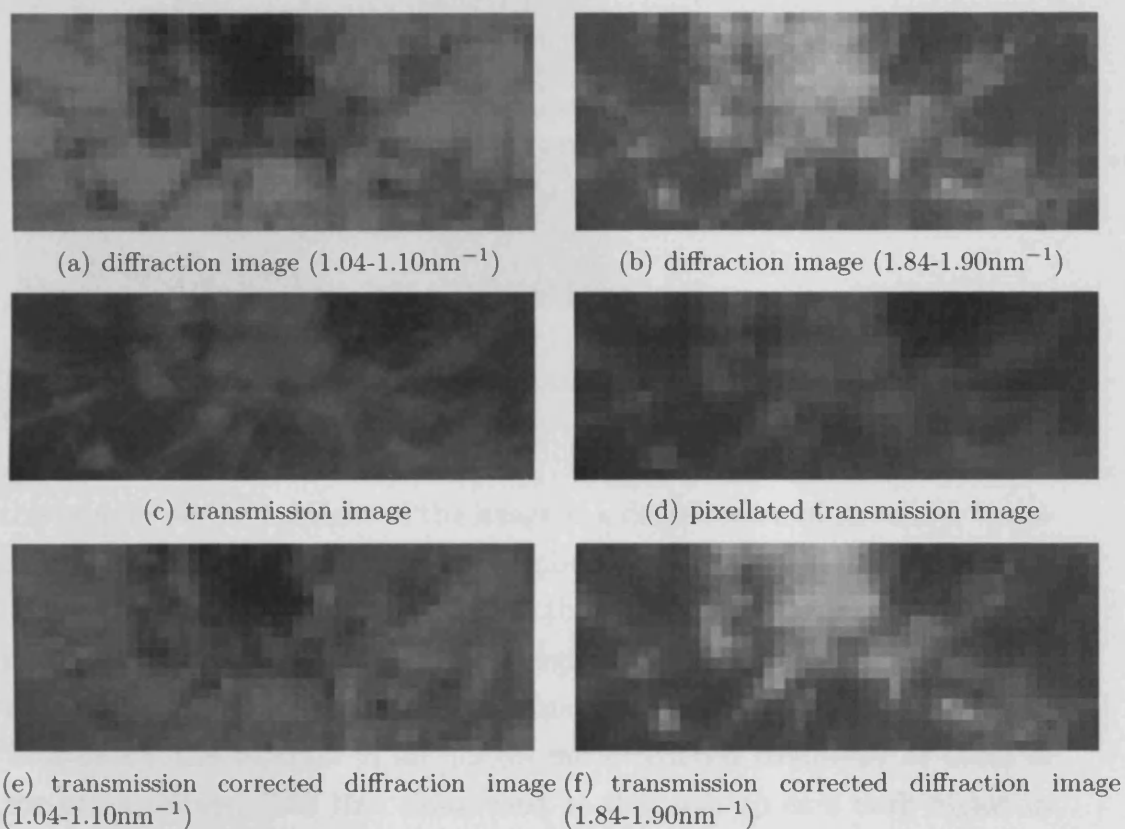 (a) diffraction image (1.04-1.10nm⁻¹)
(b) diffraction image (1.84-1.90nm⁻¹)
(c) transmission image
(d) pixellated transmission image
(e) transmission corrected diffraction image
(1.04-1.10nm⁻¹)
(f) transmission corrected diffraction image
(1.84-1.90nm⁻¹)